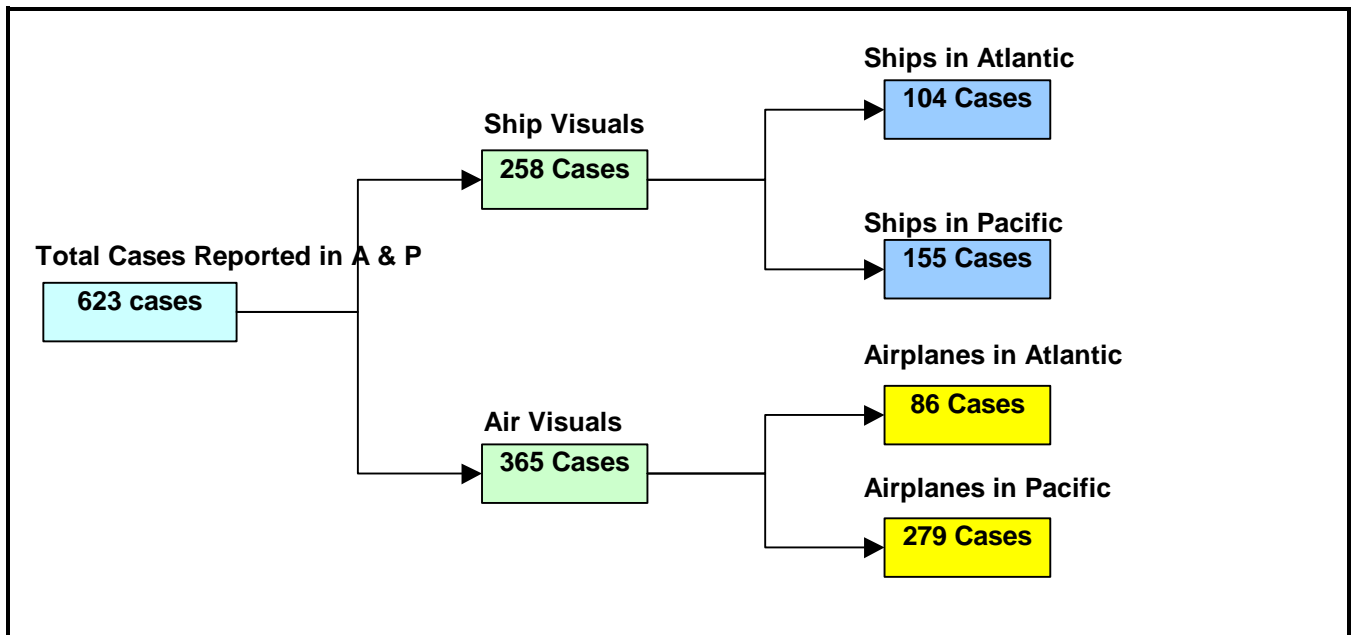 Total Cases Reported in A & P
623 cases
Ship Visuals
258 Cases
Air Visuals
365 Cases
Ships in Atlantic
104 Cases
Ships in Pacific
155 Cases
Airplanes in Atlantic
86 Cases
Airplanes in Pacific
279 Cases